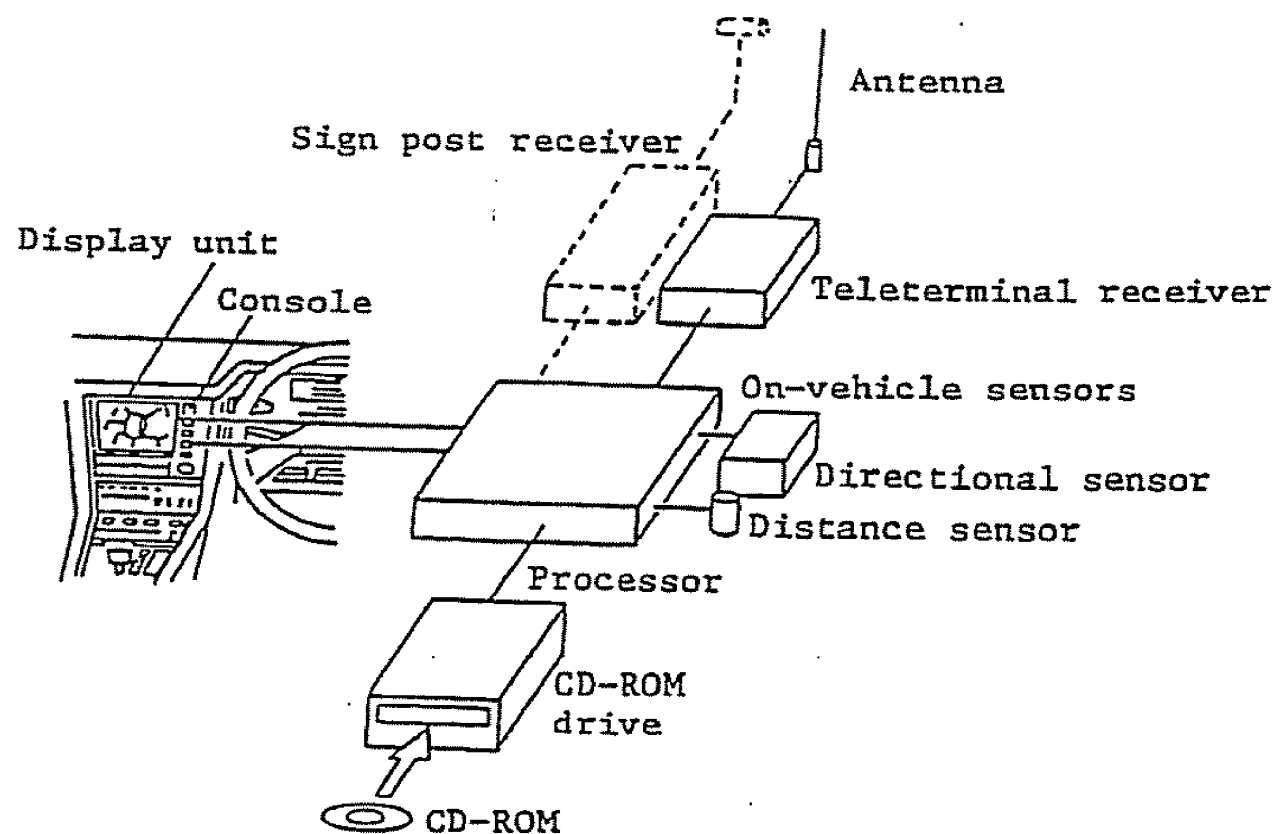 Antenna
Sign post receiver
Display unit
Console
Teleterminal receiver
On-vehicle sensors
Directional sensor
Distance sensor
Processor
CD-ROM
drive
CD-ROM